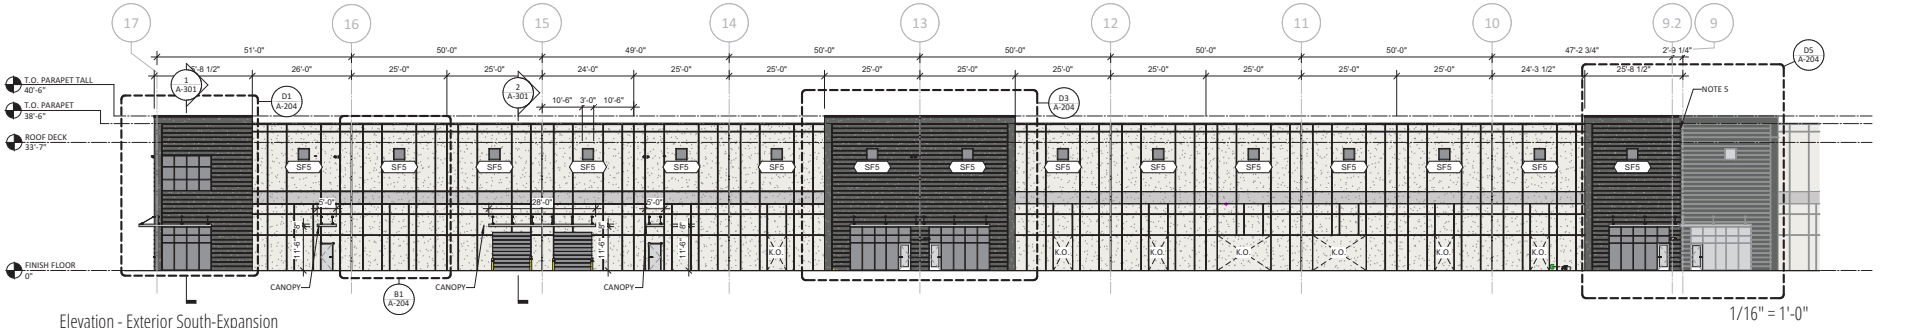 17 16 15 14 13 12 11 10 9.2 9
51'-0" 50'-0" 49'-0" 50'-0" 50'-0" 50'-0" 50'-0" 47'-2 3/4" 2'-9 1/4"
26'-0" 25'-0" 25'-0" 24'-0" 25'-0" 25'-0" 25'-0" 25'-0" 25'-0" 25'-0" 25'-0" 25'-0" 25'-0" 24'-3 1/2" 25'-8 1/2"
D5
A-204
T.O. PARAPET TALL
40'-6"
1
A-301
2
A-301
NOTE 5
D1
A-204
10'-6" 3'-0" 10'-6"
D3
A-204
T.O. PARAPET
38'-6"
ROOF DECK
33'-7"
SF5 SF5 SF5 SF5 SF5 SF5 SF5 SF5 SF5 SF5 SF5 SF5 SF5 SF5 SF5
5'-0" 28'-0" 5'-0"
11'-6" 8" 11'-6" 8" 11'-6" 8"
K.O. K.O. K.O. K.O. K.O. K.O. K.O.
FINISH FLOOR
0"
CANOPY CANOPY CANOPY
B1
A-204
Elevation - Exterior South-Expansion
1/16" = 1'-0"